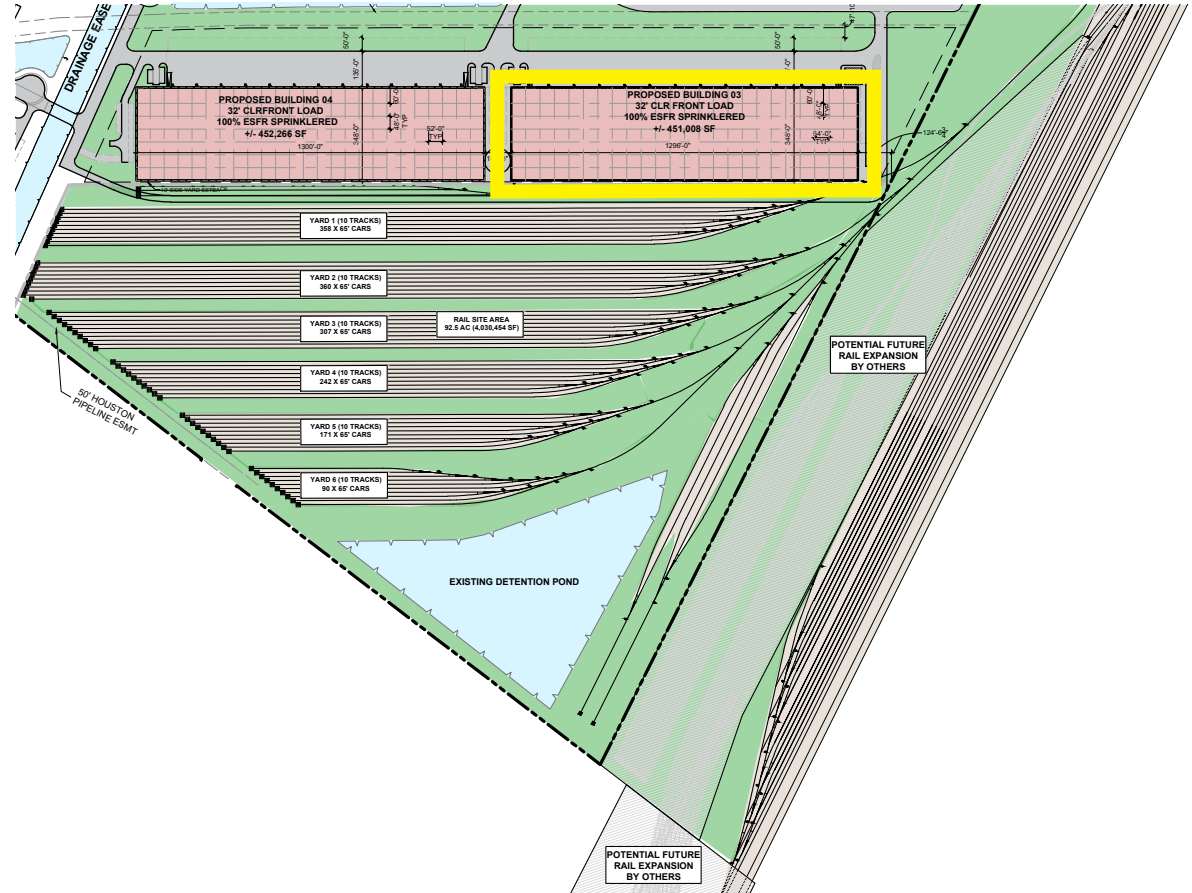 DRAINAGE EASE
50'-0"
135'-0"
50'-0"
PROPOSED BUILDING 04
32' CLRFRONT LOAD
100% ESFR SPRINKLERED
+/- 452,266 SF
60'-0"
48'-0"
TYP
52'-0"
TYP
348'-0"
1300'-0"
PROPOSED BUILDING 03
32' CLR FRONT LOAD
100% ESFR SPRINKLERED
+/- 451,008 SF
60'-0"
48'-0"
TYP
54'-0"
TYP
348'-0"
1296'-0"
10' SIDE YARD SETBACK
YARD 1 (10 TRACKS)
358 X 65' CARS
YARD 2 (10 TRACKS)
360 X 65' CARS
YARD 3 (10 TRACKS)
307 X 65' CARS
RAIL SITE AREA
92.5 AC (4,030,454 SF)
YARD 4 (10 TRACKS)
242 X 65' CARS
YARD 5 (10 TRACKS)
171 X 65' CARS
YARD 6 (10 TRACKS)
90 X 65' CARS
50' HOUSTON
PIPELINE ESMT
POTENTIAL FUTURE
RAIL EXPANSION
BY OTHERS
EXISTING DETENTION POND
POTENTIAL FUTURE
RAIL EXPANSION
BY OTHERS